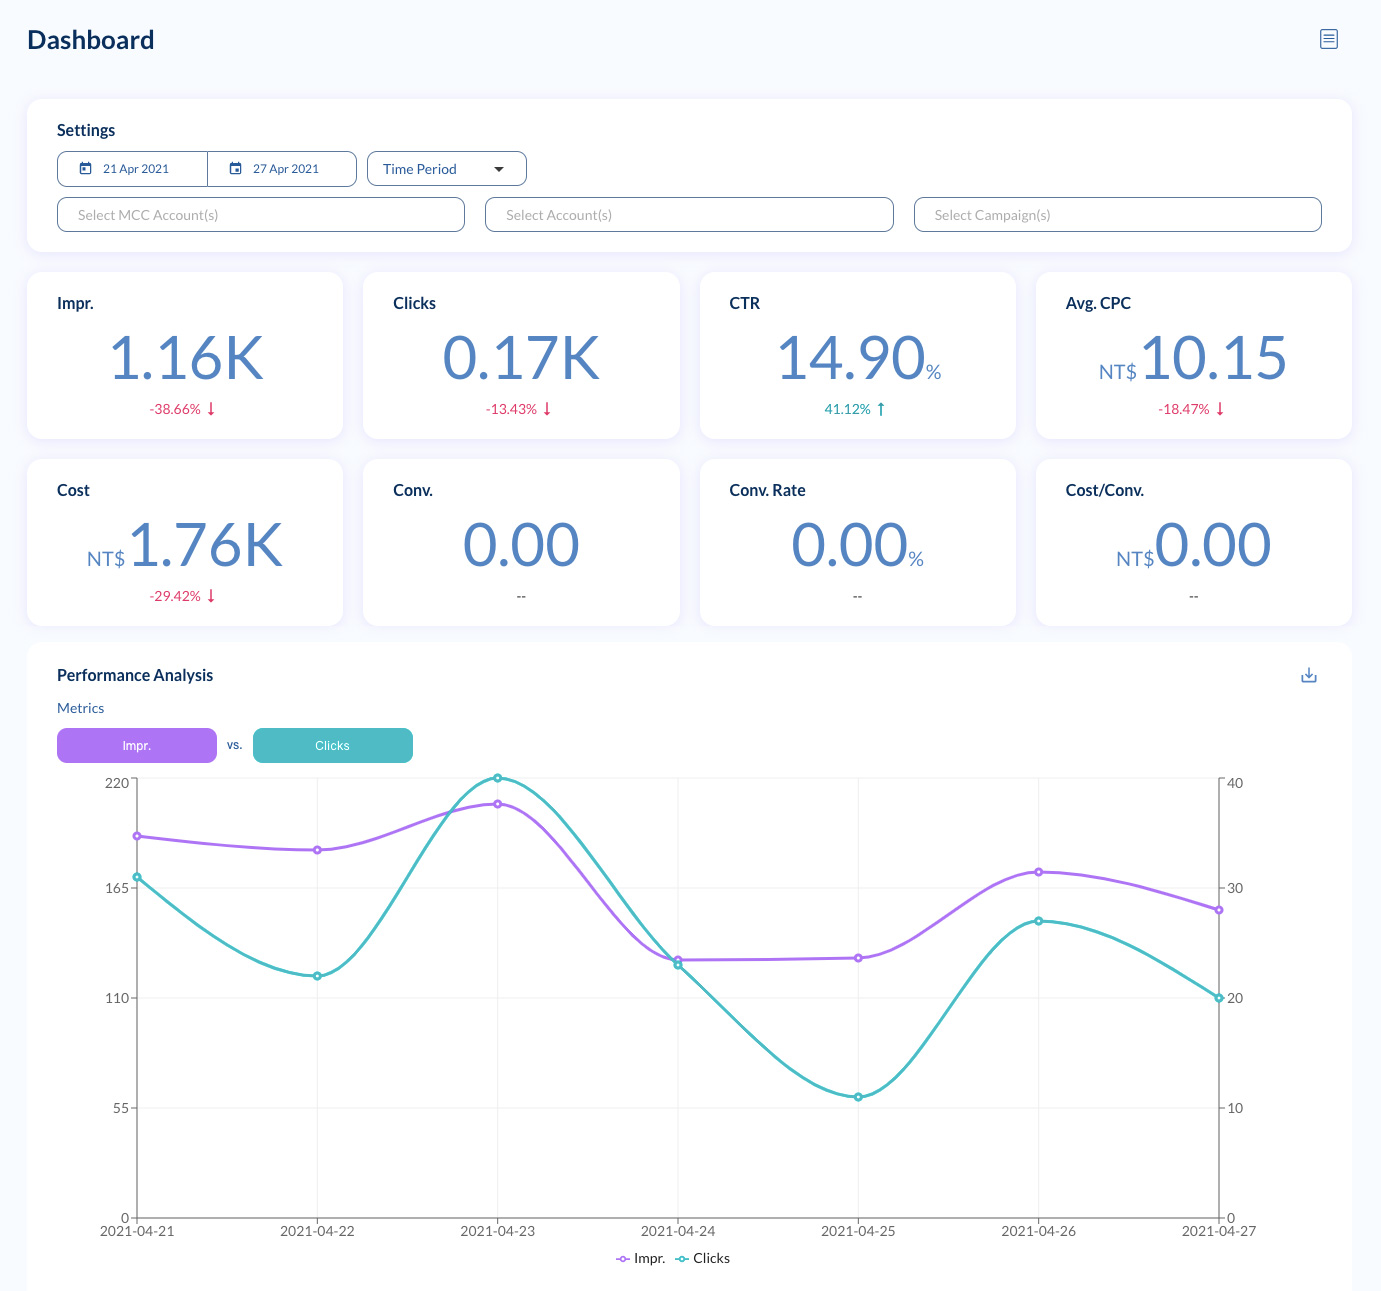 Dashboard
Settings
21 Apr 2021 27 Apr 2021 Time Period
Select MCC Account(s) Select Account(s) Select Campaign(s)
Impr. Clicks CTR Avg. CPC
1.16K 0.17K 14.90% NT$10.15
-38.66% ↓ -13.43% ↓ 41.12% ↑ -18.47% ↓
Cost Conv. Conv. Rate Cost/Conv.
NT$1.76K 0.00 0.00% NT$0.00
-29.42% ↓ -- -- --
Performance Analysis
Metrics
Impr. vs. Clicks
220 40
165 30
110 20
55 10
0 0
2021-04-21 2021-04-22 2021-04-23 2021-04-24 2021-04-25 2021-04-26 2021-04-27
Impr. Clicks